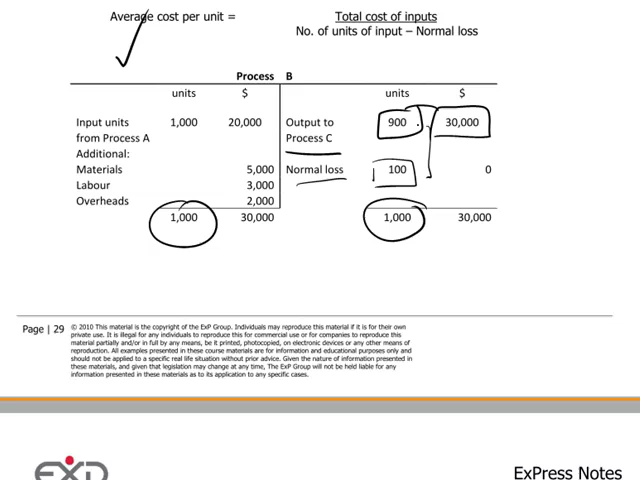 Average cost per unit = Total cost of inputs
No. of units of input – Normal loss
Process B
units $ units $
Input units 1,000 20,000 Output to 900 30,000
from Process A Process C
Additional:
Materials 5,000 Normal loss 100 0
Labour 3,000
Overheads 2,000
1,000 30,000 1,000 30,000
Page | 29 © 2010 This material is the copyright of the ExP Group. Individuals may reproduce this material if it is for their own
private use. It is illegal for any individuals to reproduce this for commercial use or for companies to reproduce this
material partially and/or in full by any means, be it printed, photocopied, on electronic devices or any other means of
reproduction. All examples presented in these course materials are for information and educational purposes only and
should not be applied to a specific real life situation without prior advice. Given the nature of information presented in
these materials, and given that legislation may change at any time, The ExP Group will not be held liable for any
information presented in these materials as to its application to any specific cases.
EXP ExPress Notes